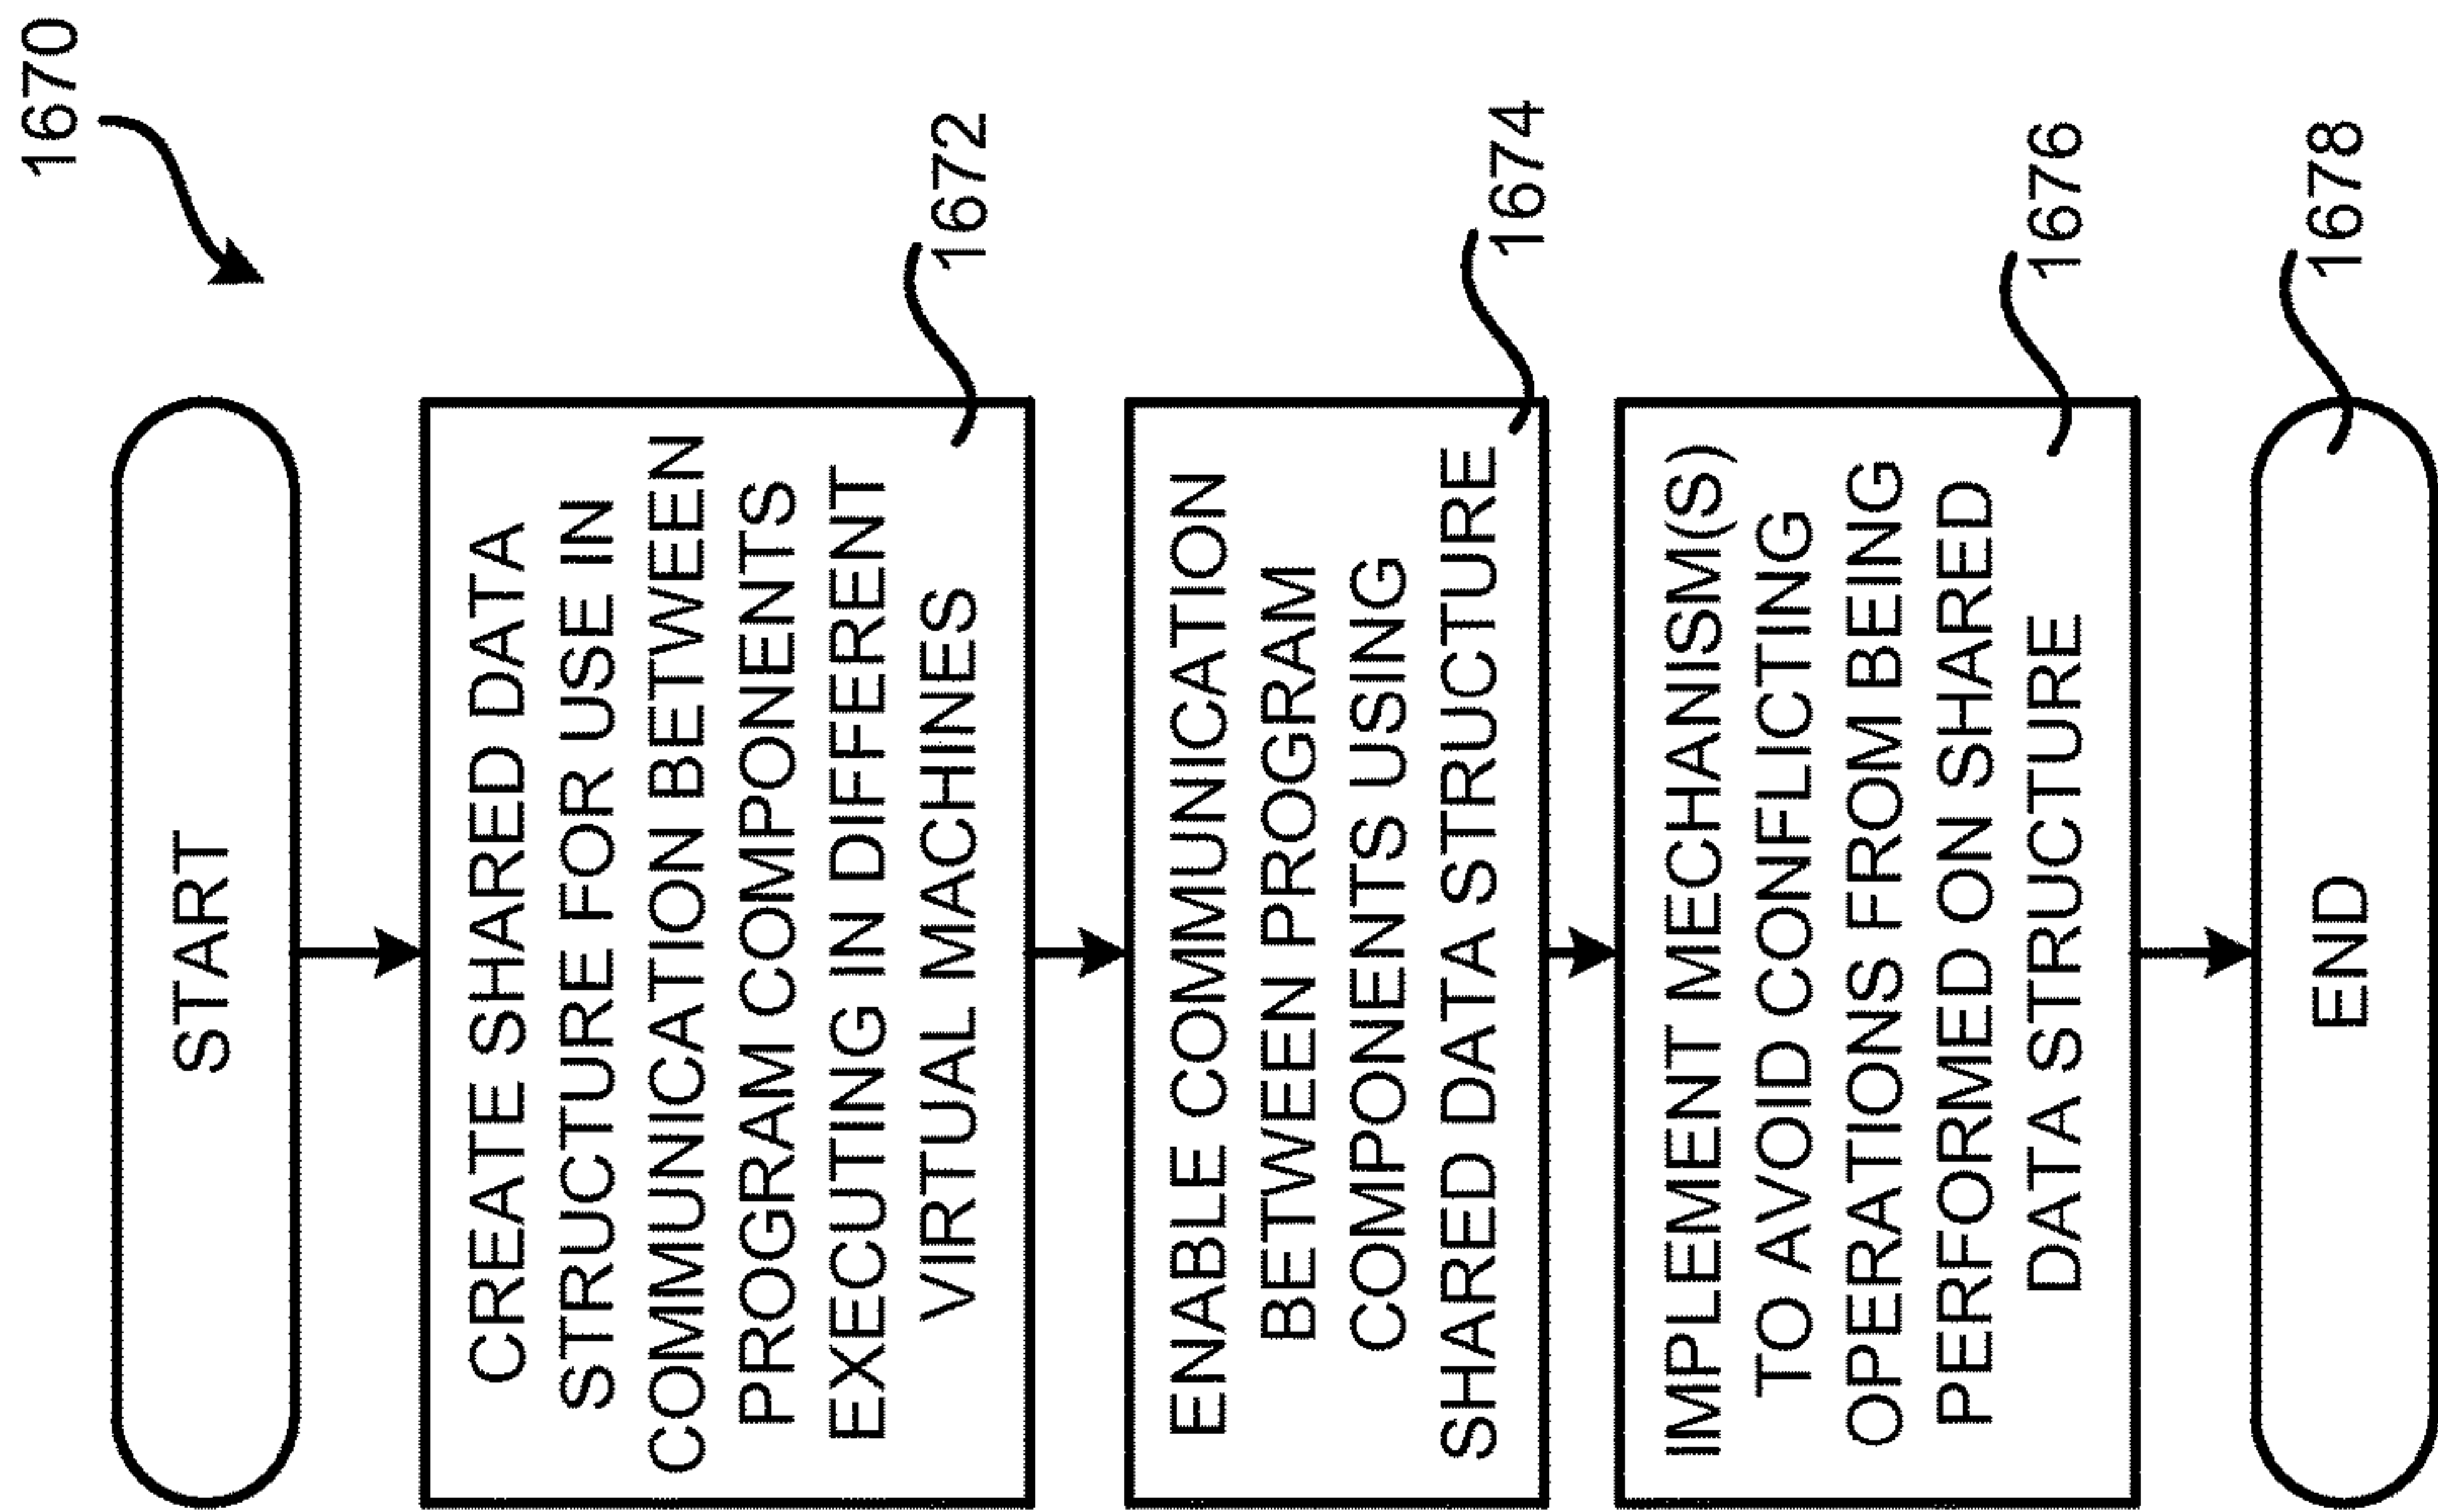 1670
START
CREATE SHARED DATA
STRUCTURE FOR USE IN
COMMUNICATION BETWEEN
PROGRAM COMPONENTS
EXECUTING IN DIFFERENT
VIRTUAL MACHINES
1672
ENABLE COMMUNICATION
BETWEEN PROGRAM
COMPONENTS USING
SHARED DATA STRUCTURE
1674
IMPLEMENT MECHANISM(S)
TO AVOID CONFLICTING
OPERATIONS FROM BEING
PERFORMED ON SHARED
DATA STRUCTURE
1676
END
1678